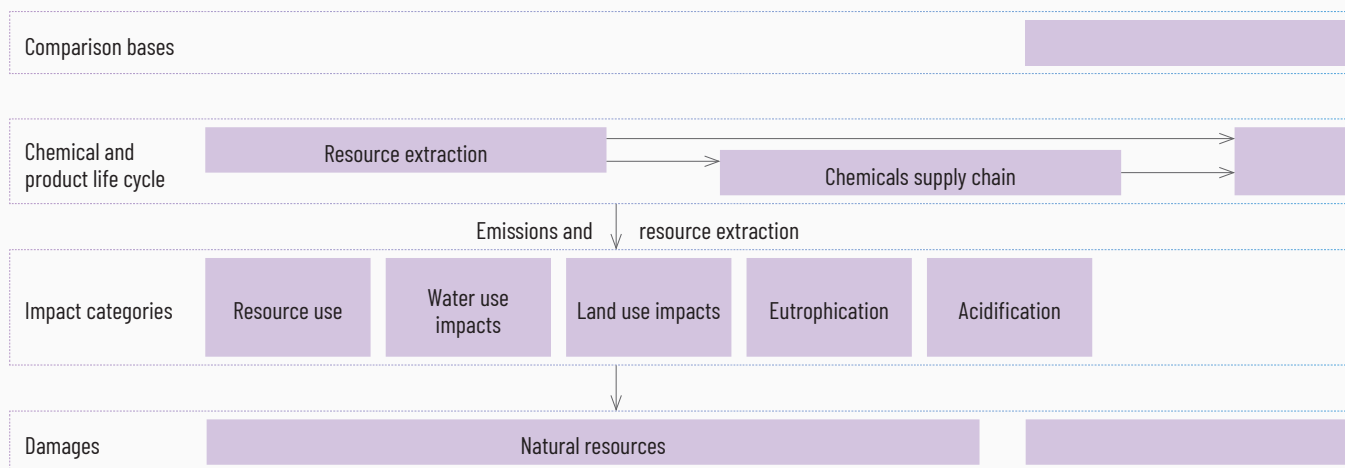 Comparison bases
Chemical and
product life cycle
Resource extraction
Chemicals supply chain
Emissions and
resource extraction
Impact categories
Resource use
Water use
impacts
Land use impacts
Eutrophication
Acidification
Damages
Natural resources